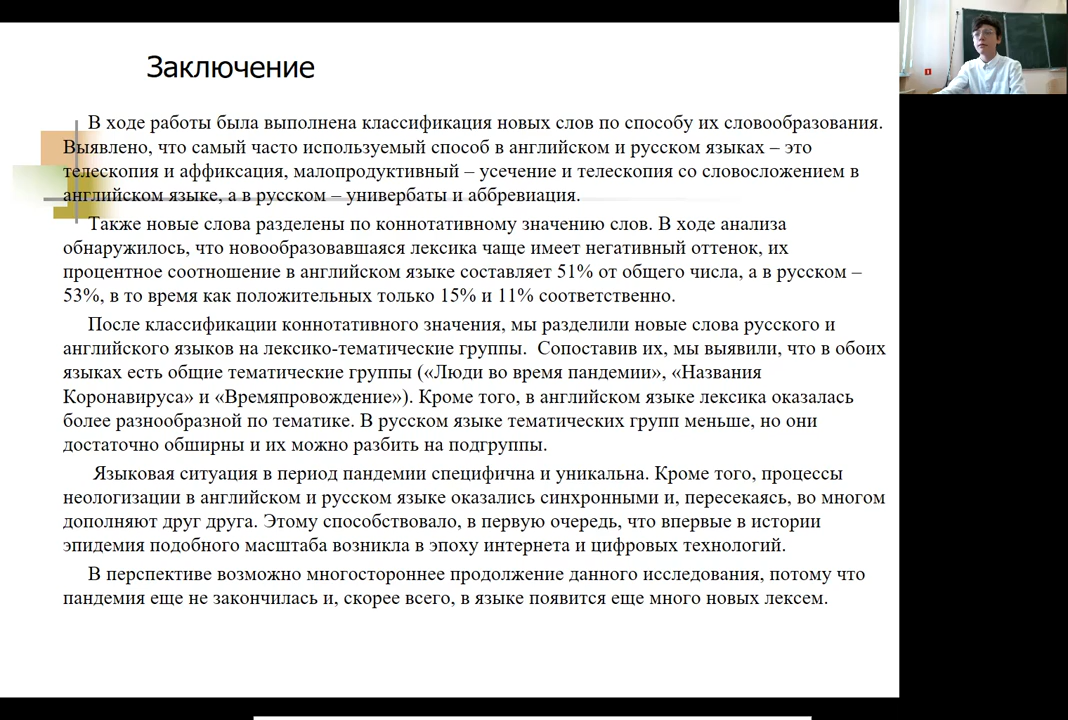 Заключение
В ходе работы была выполнена классификация новых слов по способу их словообразования.
Выявлено, что самый часто используемый способ в английском и русском языках – это
телескопия и аффиксация, малопродуктивный – усечение и телескопия со словосложением в
английском языке, а в русском – универбаты и аббревиация.
Также новые слова разделены по коннотативному значению слов. В ходе анализа
обнаружилось, что новообразовавшаяся лексика чаще имеет негативный оттенок, их
процентное соотношение в английском языке составляет 51% от общего числа, а в русском –
53%, в то время как положительных только 15% и 11% соответственно.
После классификации коннотативного значения, мы разделили новые слова русского и
английского языков на лексико-тематические группы. Сопоставив их, мы выявили, что в обоих
языках есть общие тематические группы («Люди во время пандемии», «Названия
Коронавируса» и «Времяпровождение»). Кроме того, в английском языке лексика оказалась
более разнообразной по тематике. В русском языке тематических групп меньше, но они
достаточно обширны и их можно разбить на подгруппы.
Языковая ситуация в период пандемии специфична и уникальна. Кроме того, процессы
неологизации в английском и русском языке оказались синхронными и, пересекаясь, во многом
дополняют друг друга. Этому способствовало, в первую очередь, что впервые в истории
эпидемия подобного масштаба возникла в эпоху интернета и цифровых технологий.
В перспективе возможно многостороннее продолжение данного исследования, потому что
пандемия еще не закончилась и, скорее всего, в языке появится еще много новых лексем.